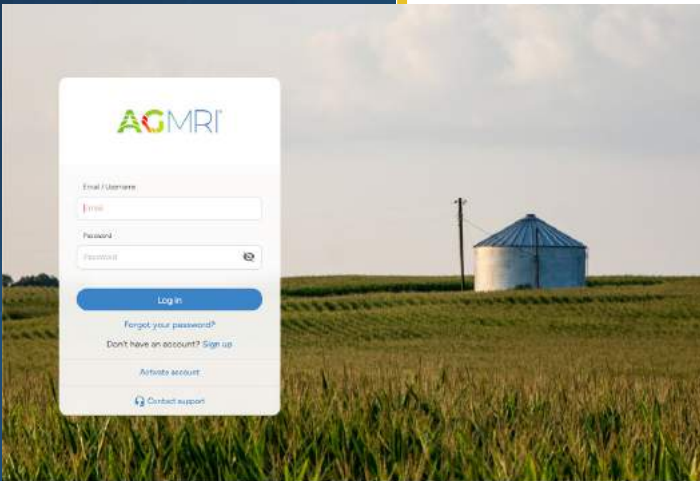 AGMRI
Email / Username
Email
Password
Password
Log in
Forgot your password?
Don't have an account? Sign up
Activate account
Contact support